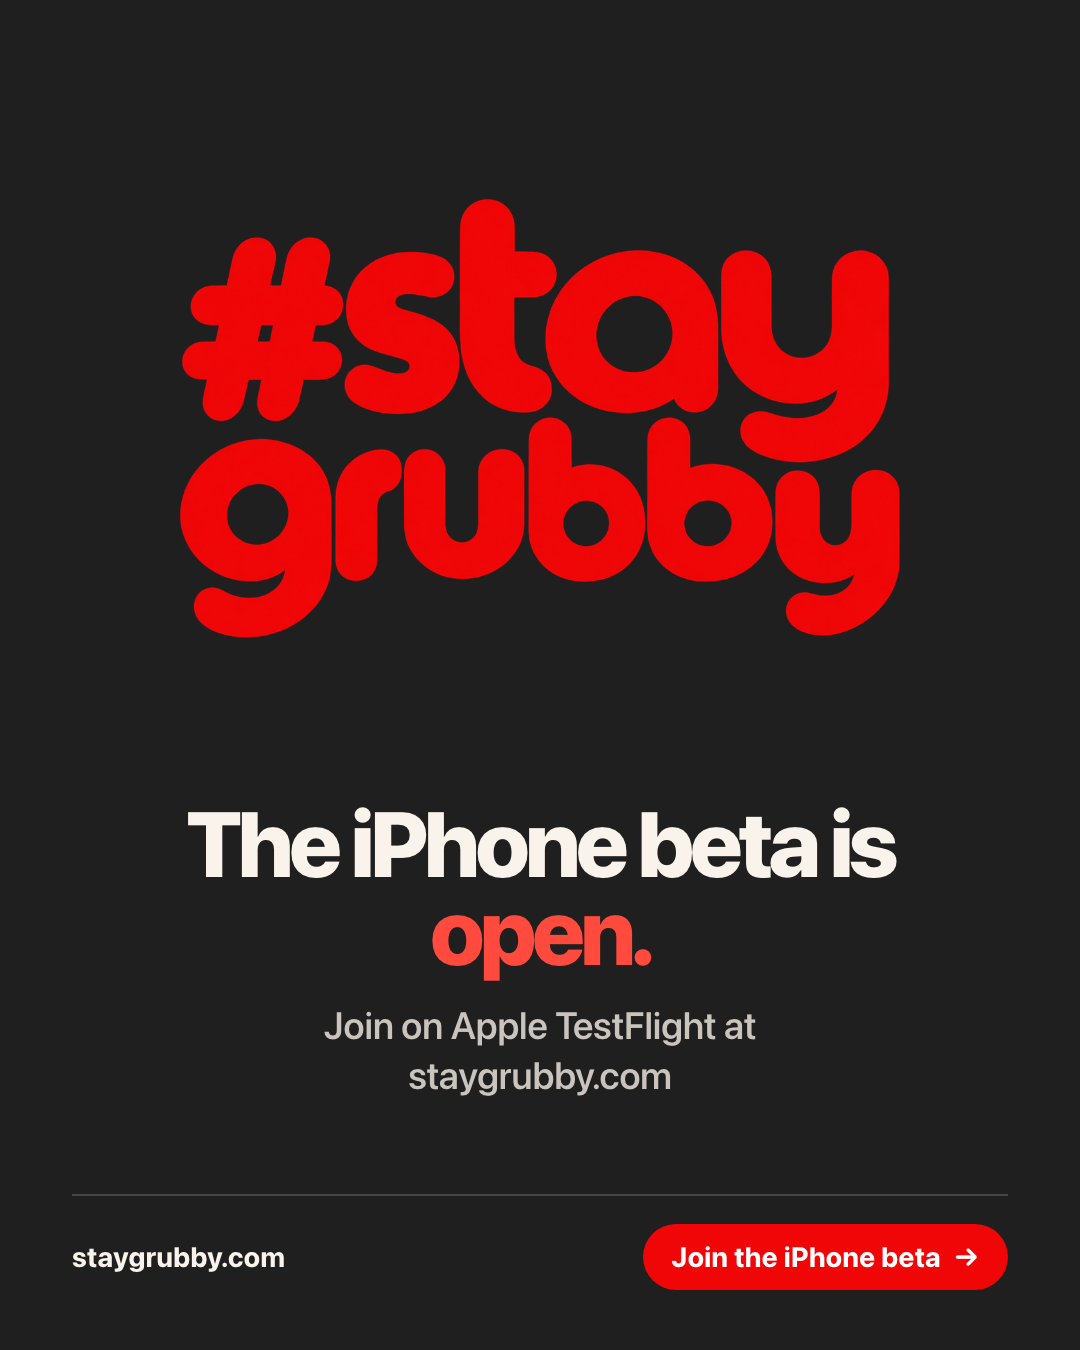 #stay
grubby
The iPhone beta is
open.
Join on Apple TestFlight at
staygrubby.com
staygrubby.com
Join the iPhone beta →